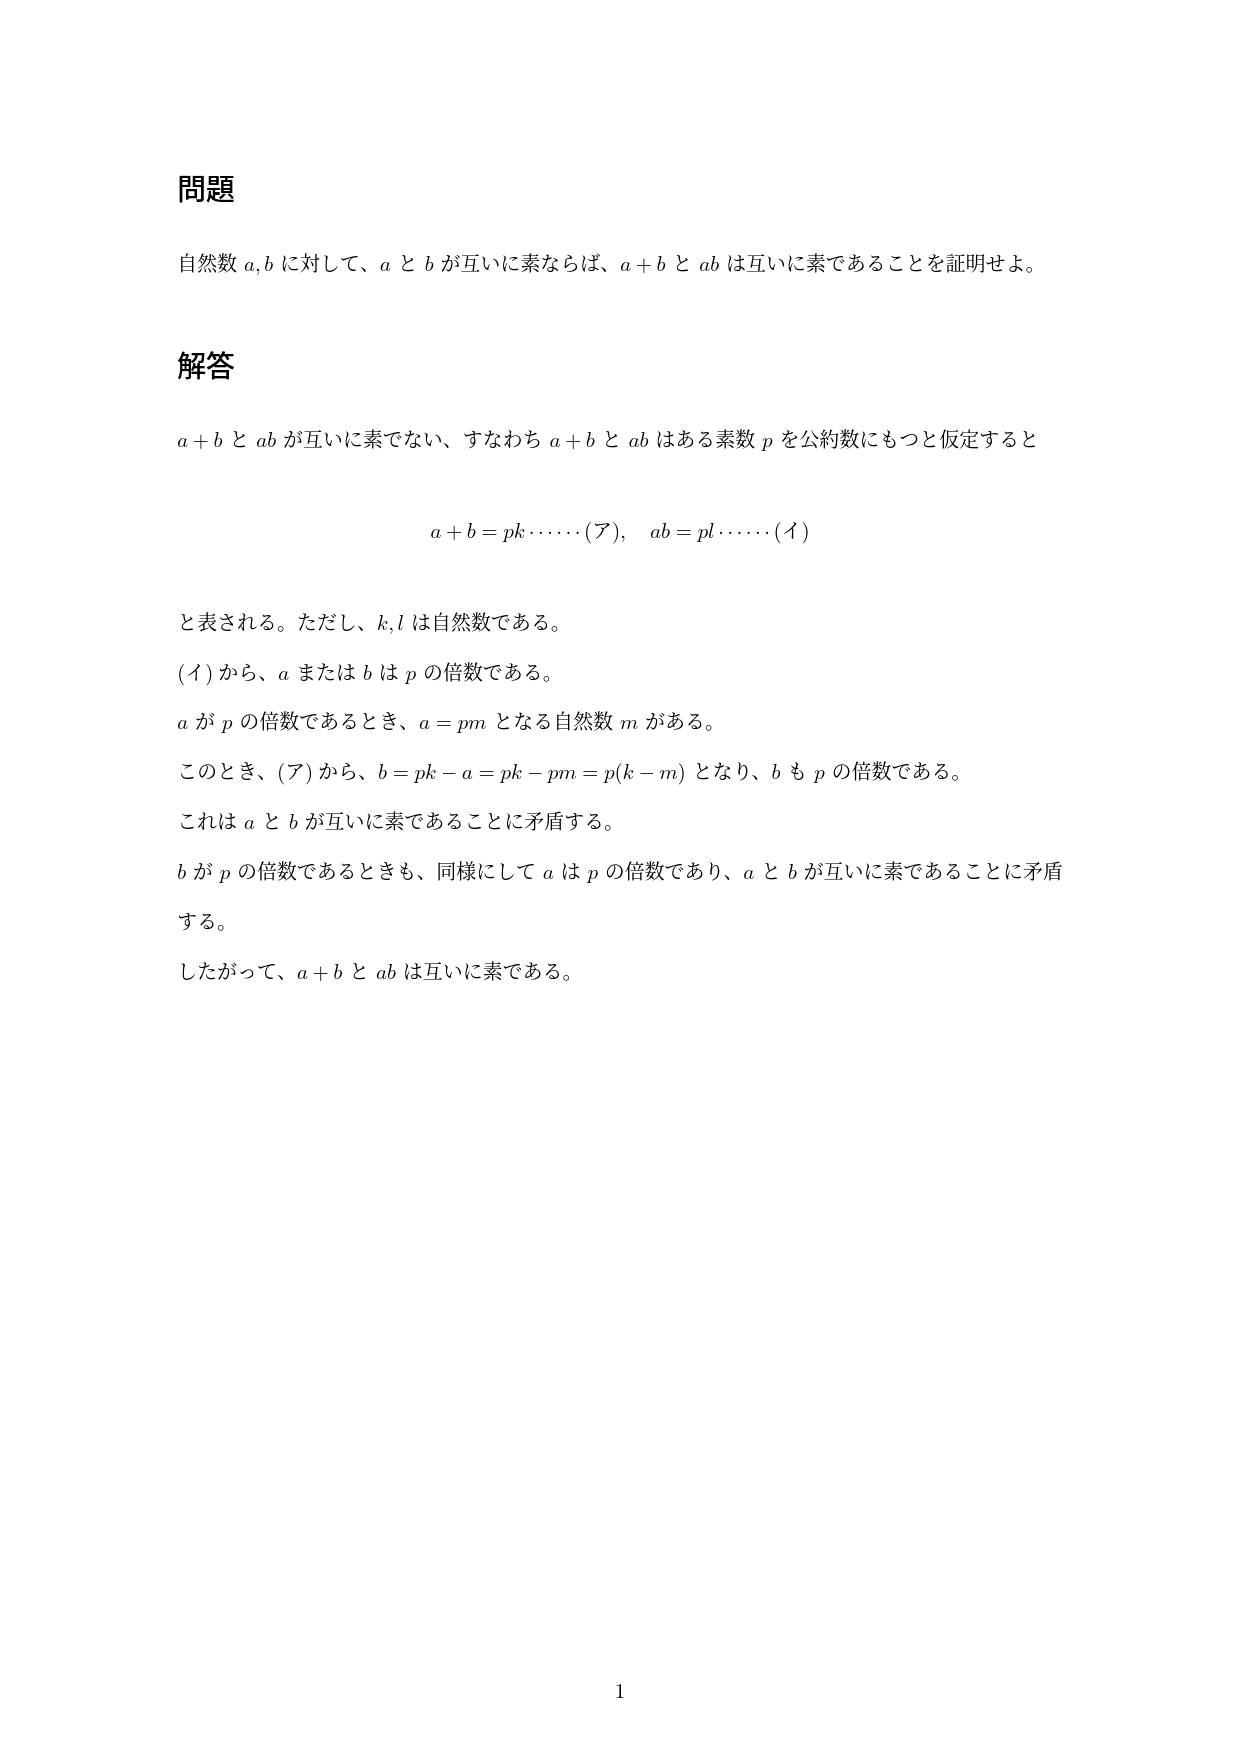 問題
自然数 a, b に対して、a と b が互いに素ならば、a + b と ab は互いに素であることを証明せよ。
解答
a + b と ab が互いに素でない、すなわち a + b と ab はある素数 p を公約数にもつと仮定すると
a + b = pk ⋯⋯ (ア), ab = pl ⋯⋯ (イ)
と表される。ただし、k, l は自然数である。
(イ) から、a または b は p の倍数である。
a が p の倍数であるとき、a = pm となる自然数 m がある。
このとき、(ア) から、b = pk − a = pk − pm = p(k − m) となり、b も p の倍数である。
これは a と b が互いに素であることに矛盾する。
b が p の倍数であるときも、同様にして a は p の倍数であり、a と b が互いに素であることに矛盾
する。
したがって、a + b と ab は互いに素である。
1